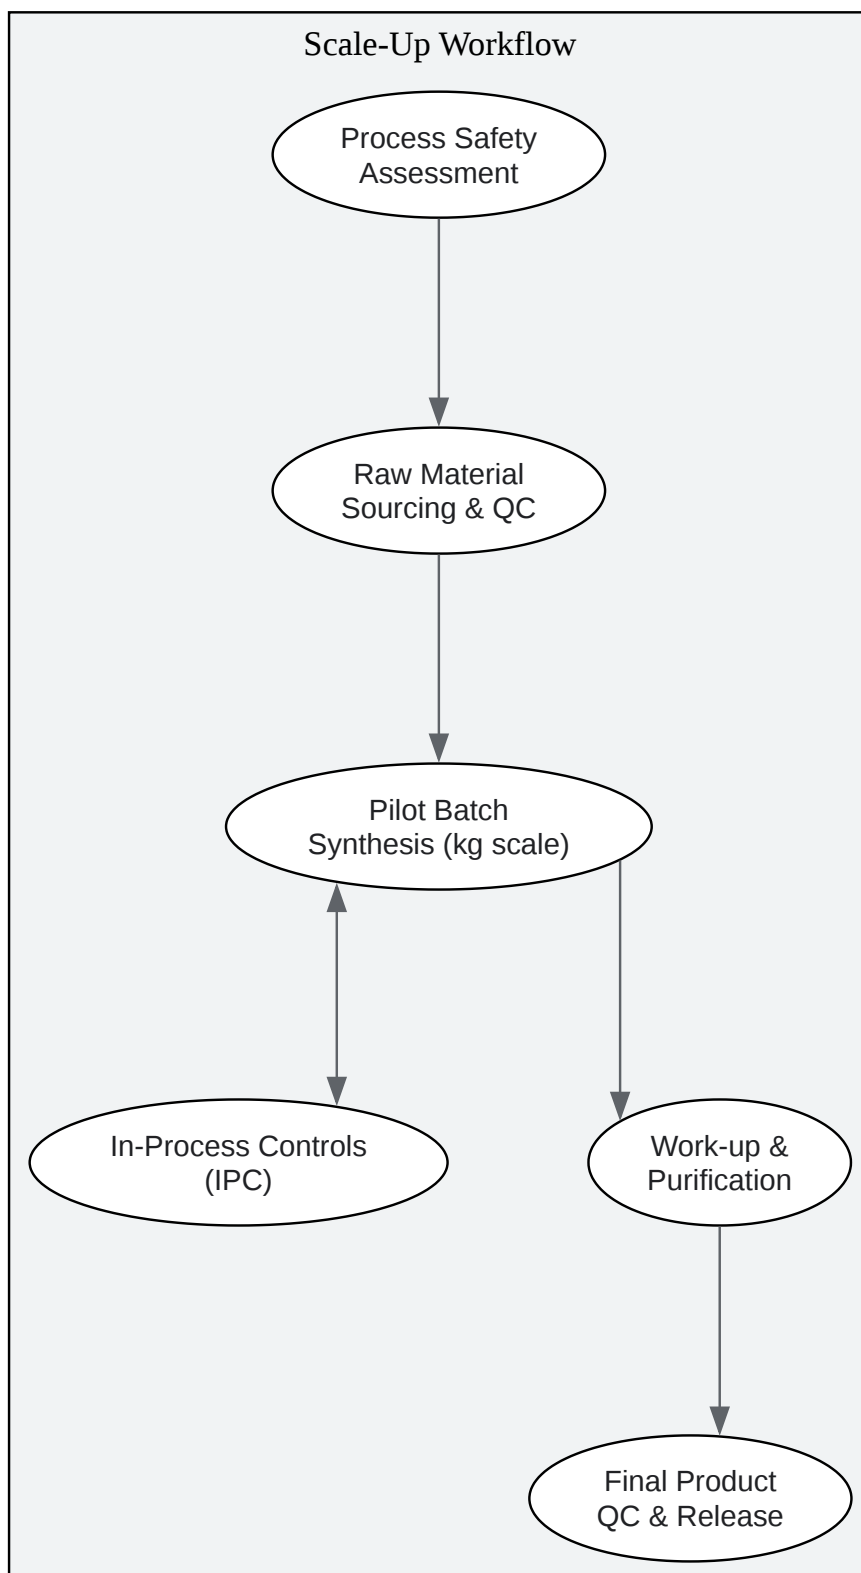 Scale-Up Workflow
Process Safety
Assessment
Raw Material
Sourcing & QC
Pilot Batch
Synthesis (kg scale)
In-Process Controls
(IPC)
Work-up &
Purification
Final Product
QC & Release